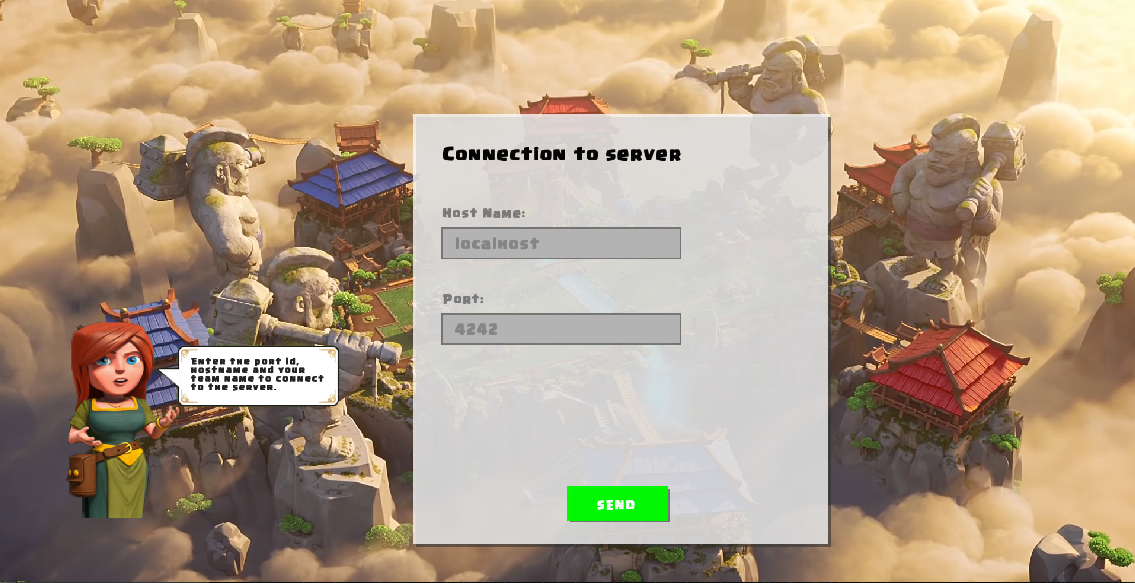 Connection to server
Host Name:
localhost
Port:
4242
Enter the port id,
hostname and your
team name to connect
to the server.
SEND